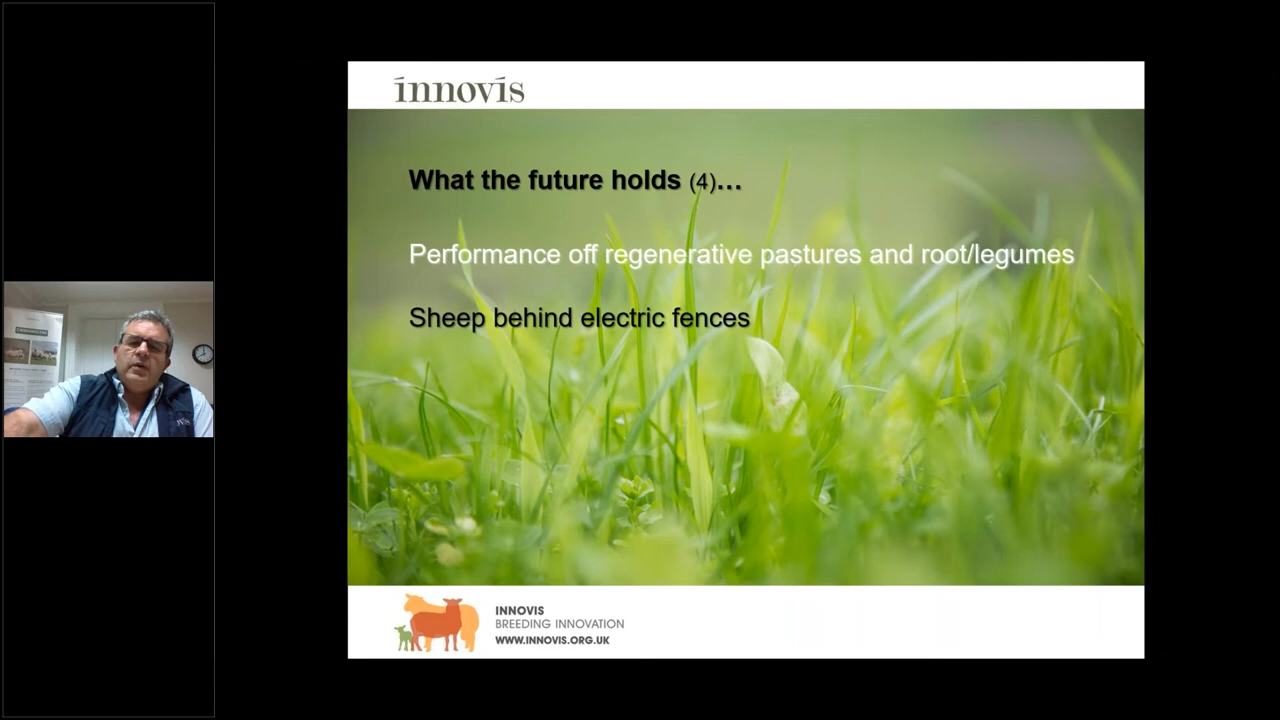 innovis
What the future holds (4)...
Performance off regenerative pastures and root/legumes
Sheep behind electric fences
INNOVIS
BREEDING INNOVATION
WWW.INNOVIS.ORG.UK